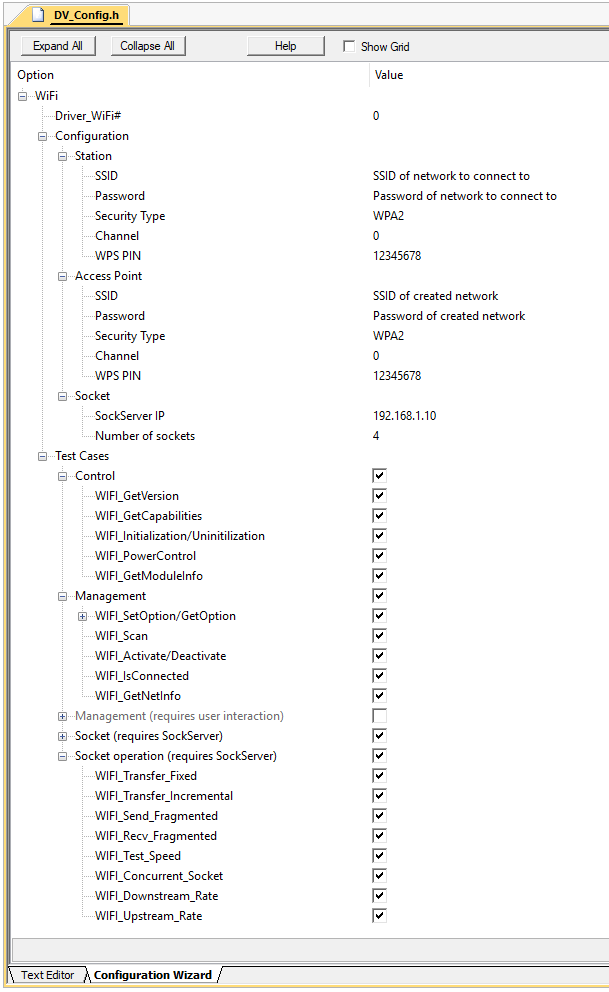 DV_Config.h
Expand All Collapse All Help Show Grid
Option Value
WiFi
Driver_WiFi# 0
Configuration
Station
SSID SSID of network to connect to
Password Password of network to connect to
Security Type WPA2
Channel 0
WPS PIN 12345678
Access Point
SSID SSID of created network
Password Password of created network
Security Type WPA2
Channel 0
WPS PIN 12345678
Socket
SockServer IP 192.168.1.10
Number of sockets 4
Test Cases
Control
WIFI_GetVersion
WIFI_GetCapabilities
WIFI_Initialization/Uninitilization
WIFI_PowerControl
WIFI_GetModuleInfo
Management
WIFI_SetOption/GetOption
WIFI_Scan
WIFI_Activate/Deactivate
WIFI_IsConnected
WIFI_GetNetInfo
Management (requires user interaction)
Socket (requires SockServer)
Socket operation (requires SockServer)
WIFI_Transfer_Fixed
WIFI_Transfer_Incremental
WIFI_Send_Fragmented
WIFI_Recv_Fragmented
WIFI_Test_Speed
WIFI_Concurrent_Socket
WIFI_Downstream_Rate
WIFI_Upstream_Rate
Text Editor Configuration Wizard